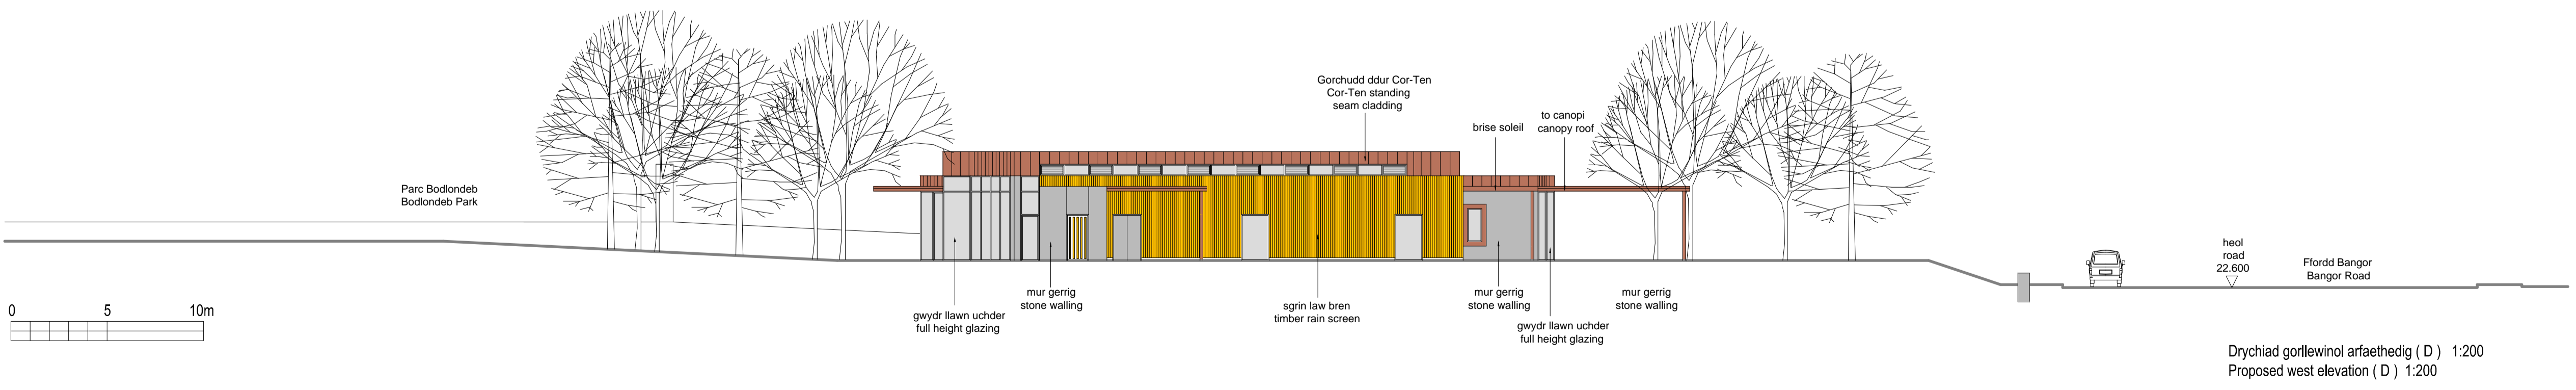 Gorchudd ddur Cor-Ten
Cor-Ten standing
seam cladding
brise soleil
to canopi
canopy roof
Parc Bodlondeb
Bodlondeb Park
heol
road
22.600
Ffordd Bangor
Bangor Road
0 5 10m
gwydr llawn uchder
full height glazing
mur gerrig
stone walling
sgrin law bren
timber rain screen
mur gerrig
stone walling
gwydr llawn uchder
full height glazing
mur gerrig
stone walling
Drychiad gorllewinol arfaethedig ( D ) 1:200
Proposed west elevation ( D ) 1:200